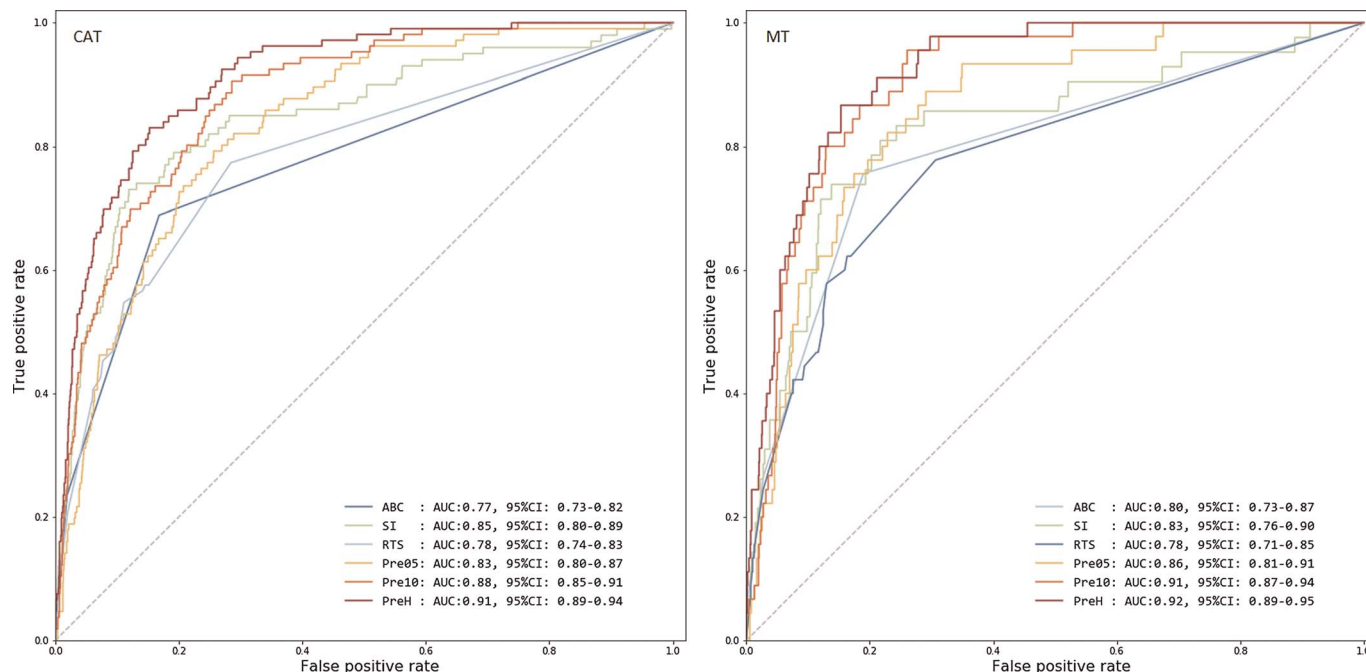 CAT
1.0
0.8
0.6
0.4
0.2
0.0
True positive rate
ABC : AUC:0.77, 95%CI: 0.73-0.82
SI : AUC:0.85, 95%CI: 0.80-0.89
RTS : AUC:0.78, 95%CI: 0.74-0.83
Pre05: AUC:0.83, 95%CI: 0.80-0.87
Pre10: AUC:0.88, 95%CI: 0.85-0.91
PreH : AUC:0.91, 95%CI: 0.89-0.94
0.0 0.2 0.4 0.6 0.8 1.0
False positive rate
MT
1.0
0.8
0.6
0.4
0.2
0.0
True positive rate
ABC : AUC:0.80, 95%CI: 0.73-0.87
SI : AUC:0.83, 95%CI: 0.76-0.90
RTS : AUC:0.78, 95%CI: 0.71-0.85
Pre05: AUC:0.86, 95%CI: 0.81-0.91
Pre10: AUC:0.91, 95%CI: 0.87-0.94
PreH : AUC:0.92, 95%CI: 0.89-0.95
0.0 0.2 0.4 0.6 0.8 1.0
False positive rate